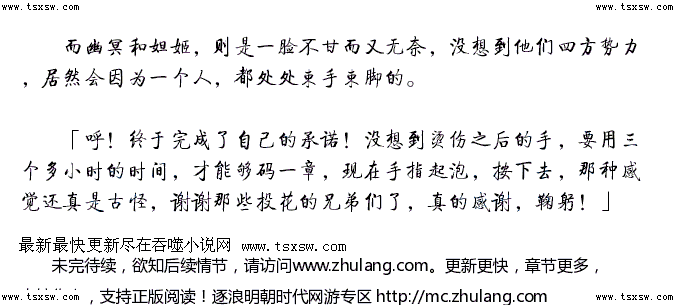 www.tsxsw.com www.tsxsw.com
而幽冥和妲姬，则是一脸不甘而又无奈，没想到他们四方势力
，居然会因为一个人，都处处束手束脚的。
「呼！终于完成了自己的承诺！没想到烫伤之后的手，要用三
个多小时的时间，才能够码一章，现在手指起泡，按下去，那种感
觉还真是古怪，谢谢那些投花的兄弟们了，真的感谢，鞠躬！」
最新最快更新尽在吞噬小说网 www.tsxsw.com
未完待续，欲知后续情节，请访问www.zhulang.com。更新更快，章节更多，
，支持正版阅读！逐浪明朝时代网游专区 http://mc.zhulang.com
www.tsxsw.com www.tsxsw.com